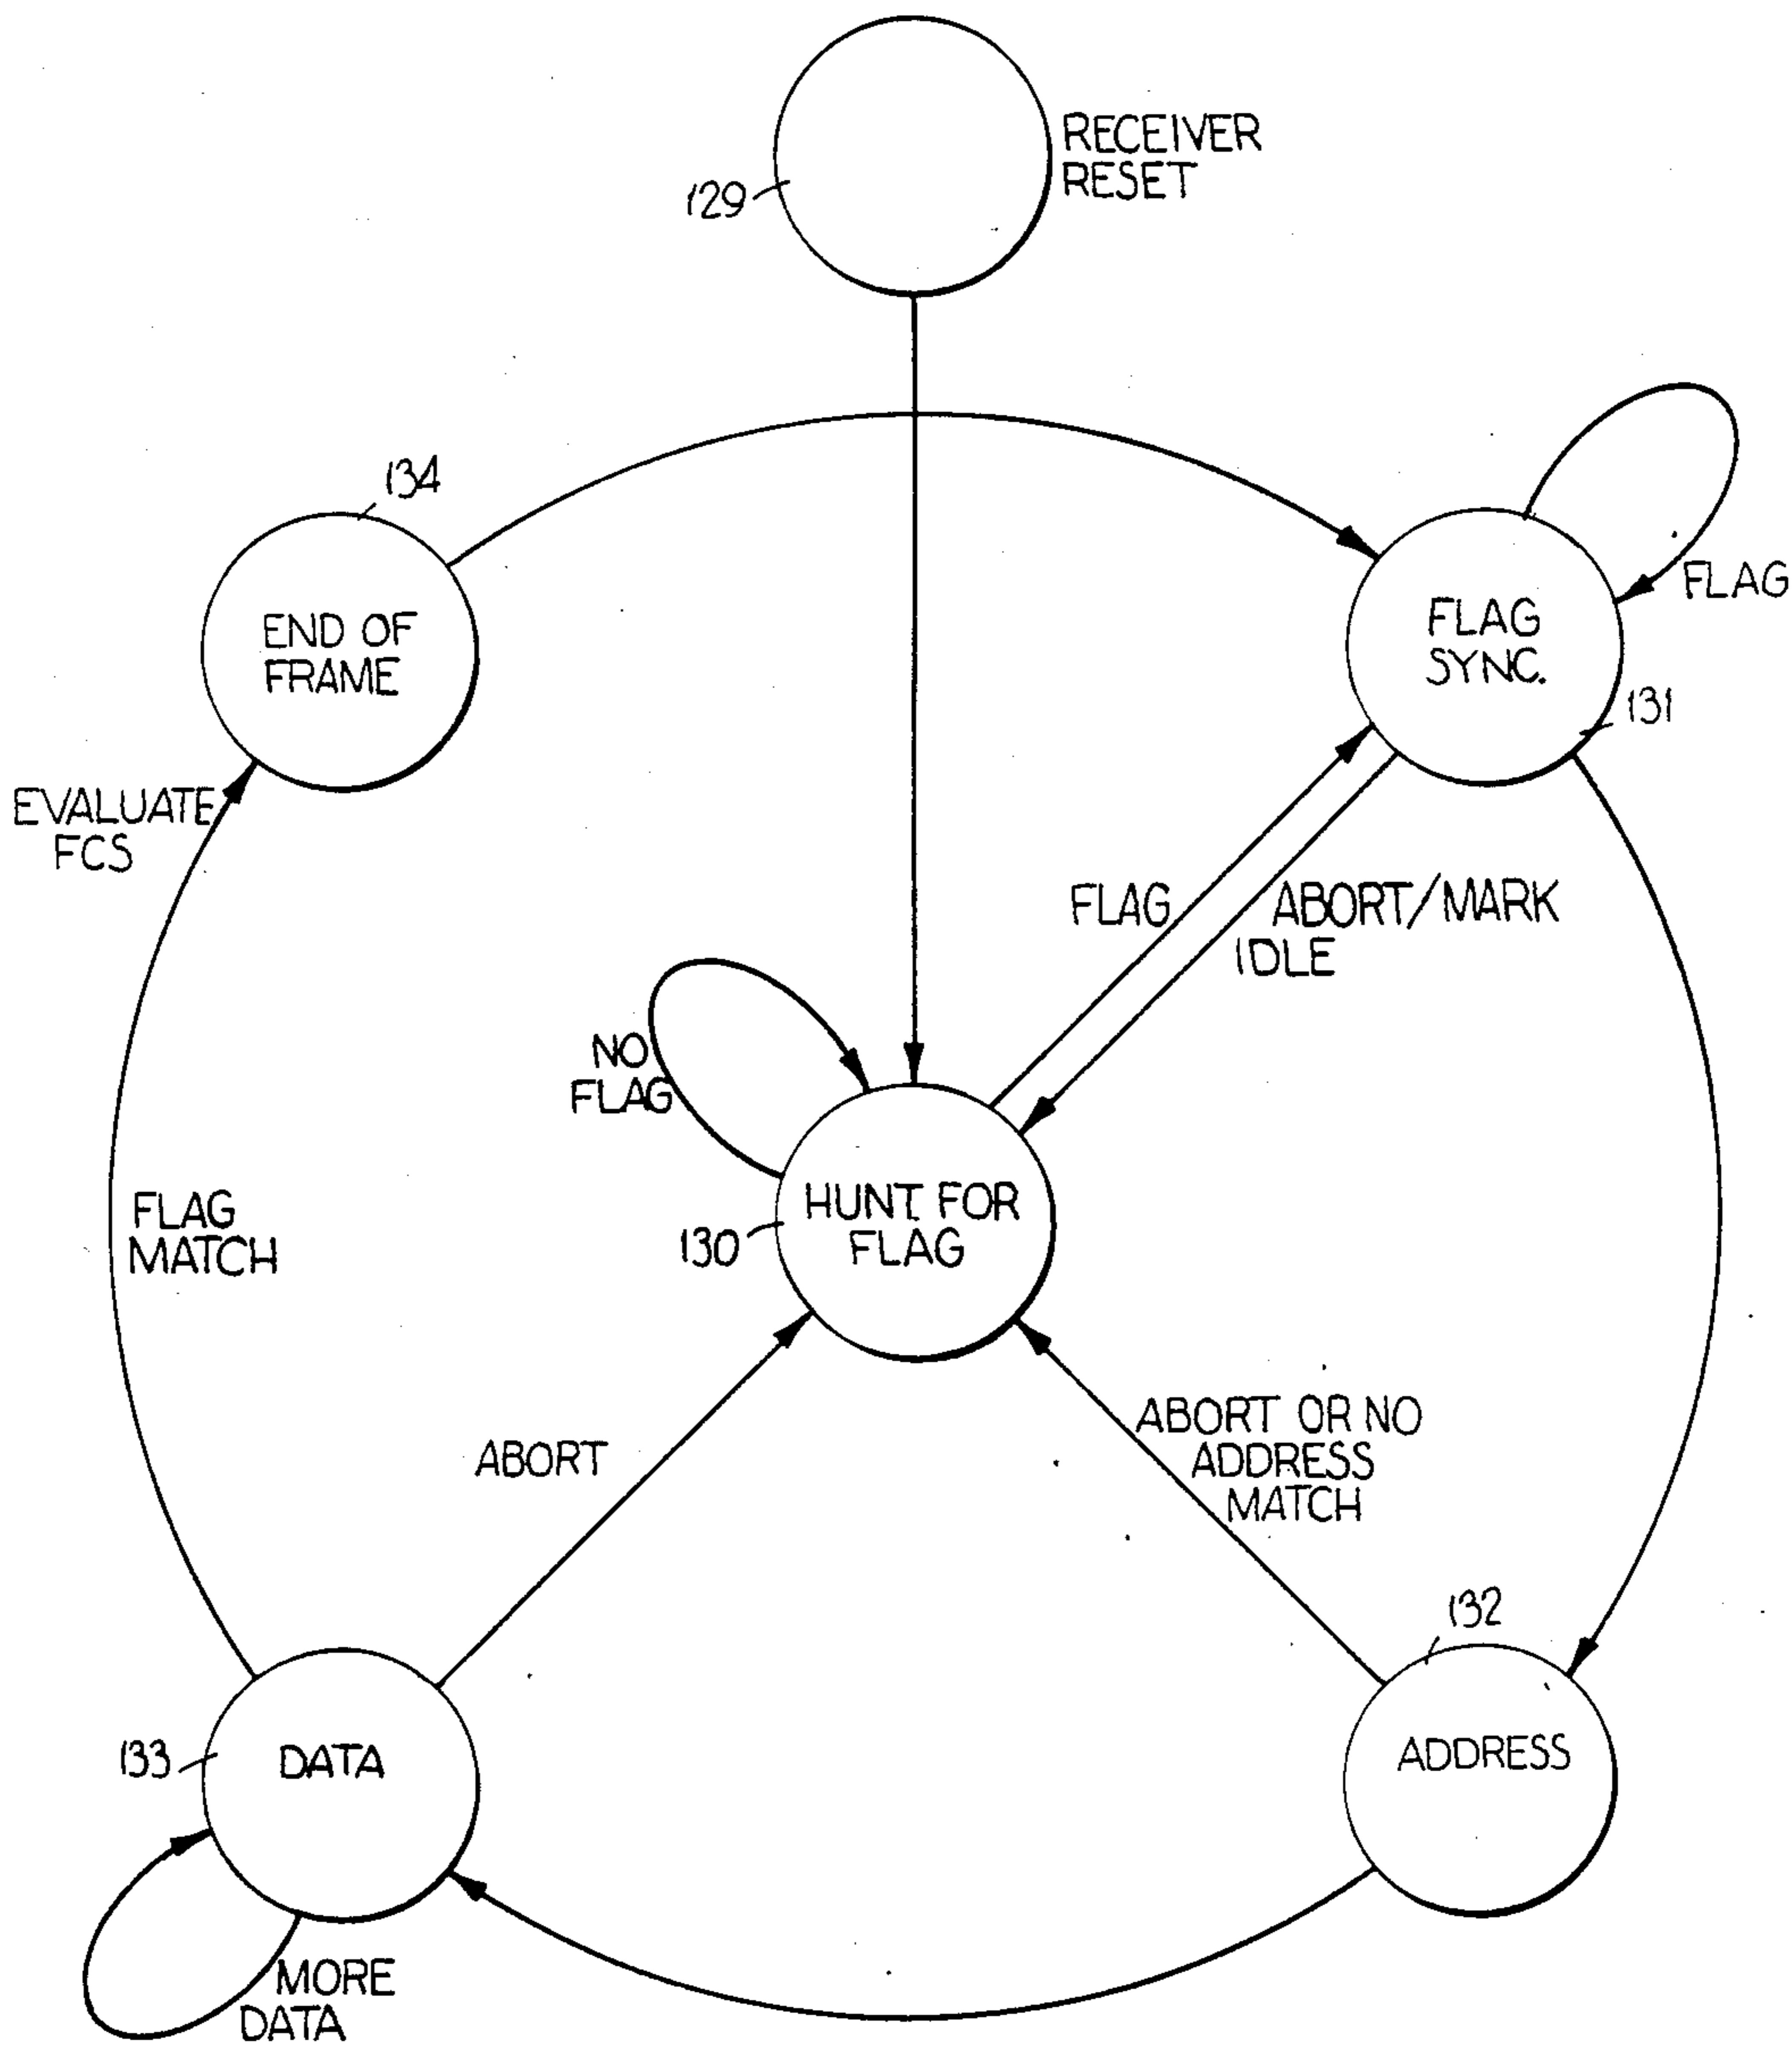 RECEIVER
RESET
129
134
END OF
FRAME
FLAG
SYNC.
FLAG
131
EVALUATE
FCS
FLAG
ABORT/MARK
IDLE
NO
FLAG
HUNT FOR
FLAG
130
FLAG
MATCH
ABORT
ABORT OR NO
ADDRESS
MATCH
132
133
DATA
ADDRESS
MORE
DATA